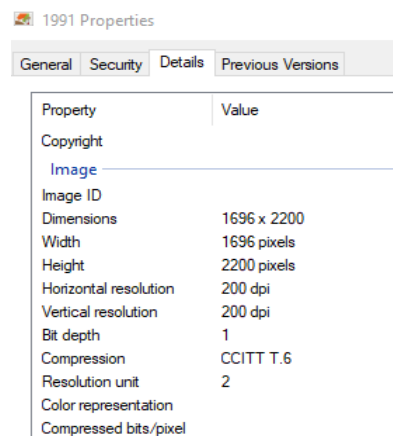 1991 Properties
General Security Details Previous Versions
Property Value
Copyright
Image
Image ID
Dimensions 1696 x 2200
Width 1696 pixels
Height 2200 pixels
Horizontal resolution 200 dpi
Vertical resolution 200 dpi
Bit depth 1
Compression CCITT T.6
Resolution unit 2
Color representation
Compressed bits/pixel